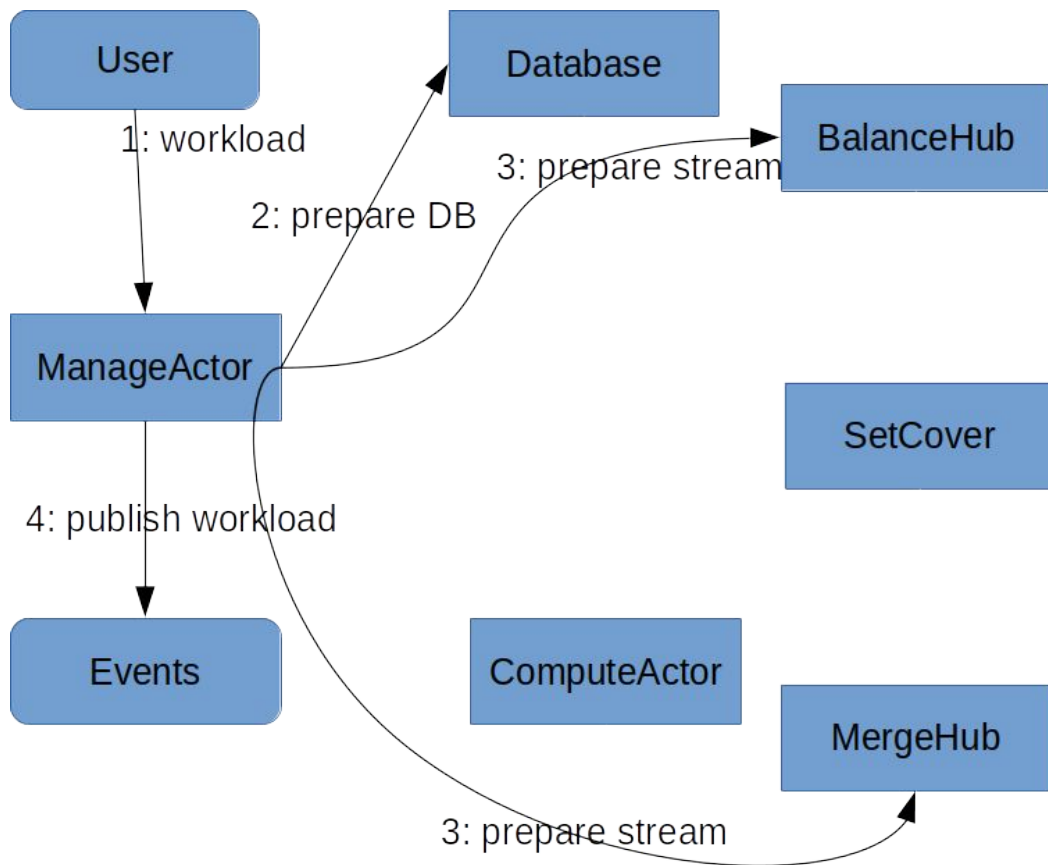 User
Database
BalanceHub
1: workload
3: prepare stream
2: prepare DB
ManageActor
SetCover
4: publish workload
Events
ComputeActor
MergeHub
3: prepare stream